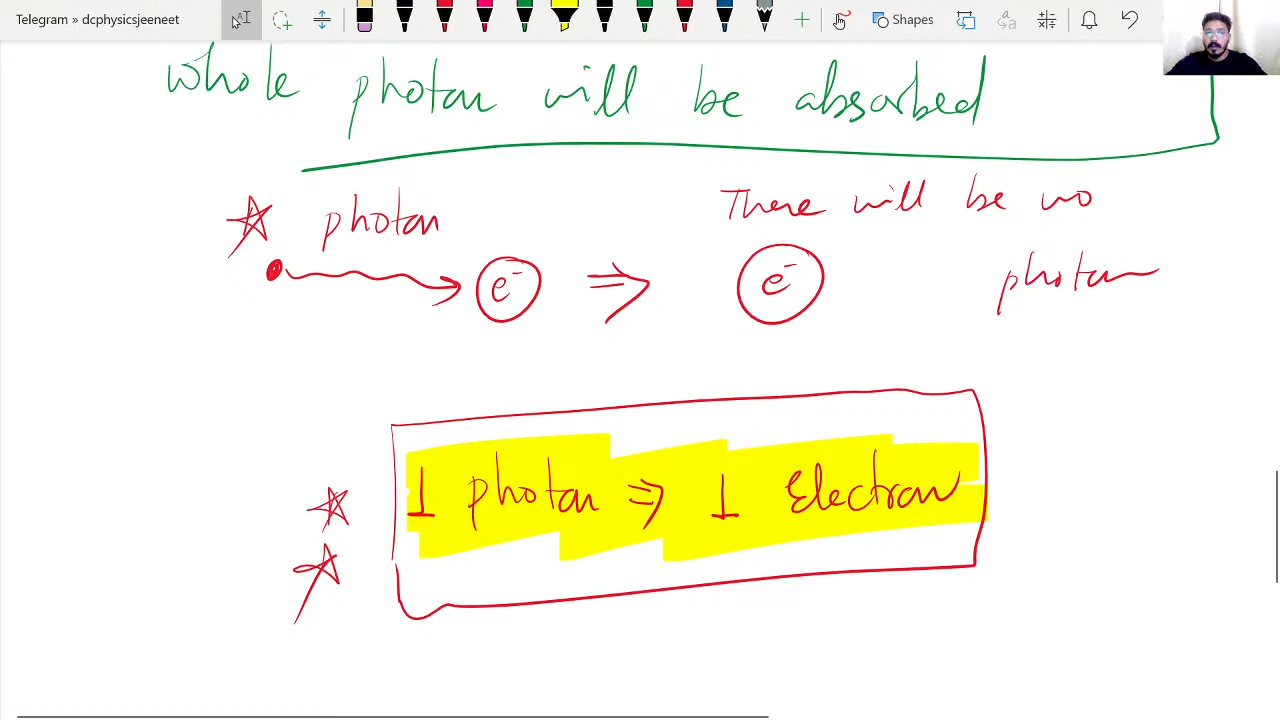 Telegram » dcphysicsjeeneet
Shapes
whole photon will be absorbed
photon
There will be no
e⁻ ⇒ e⁻
photon
1 photon ⇒ 1 Electron